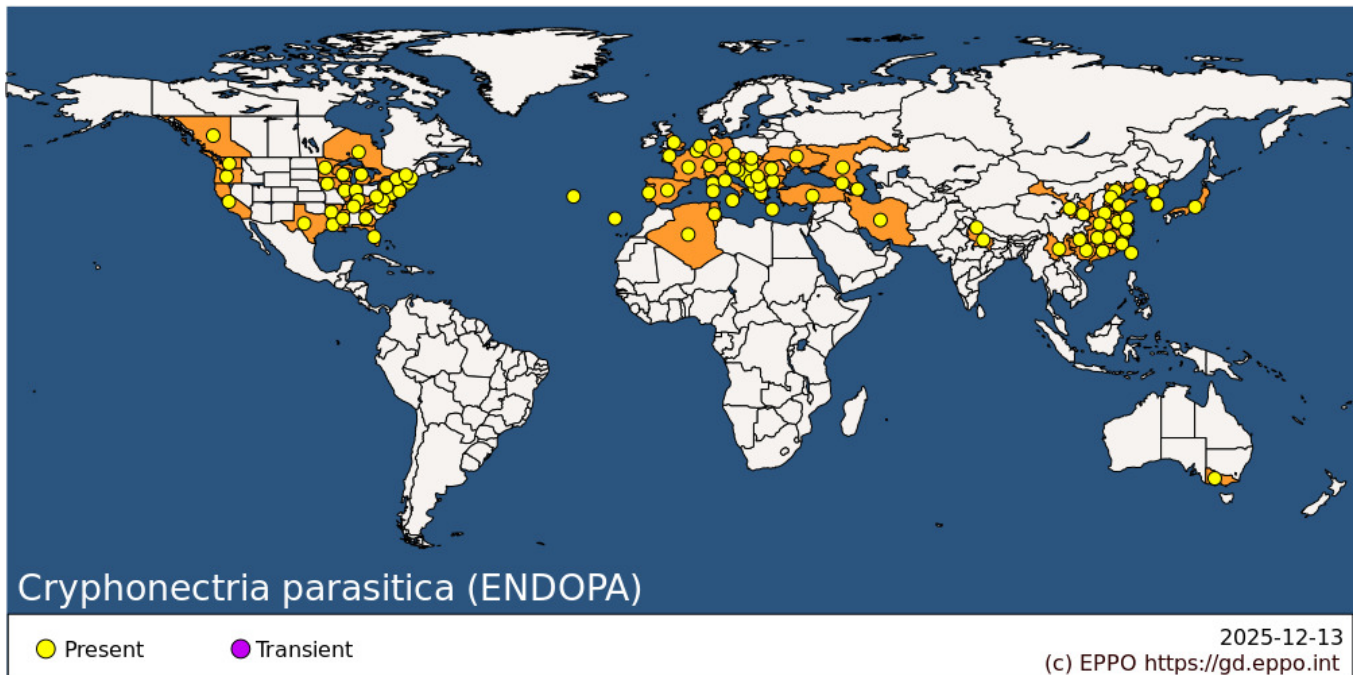 Cryphonectria parasitica (ENDOPA)
Present
Transient
2025-12-13
(c) EPPO https://gd.eppo.int